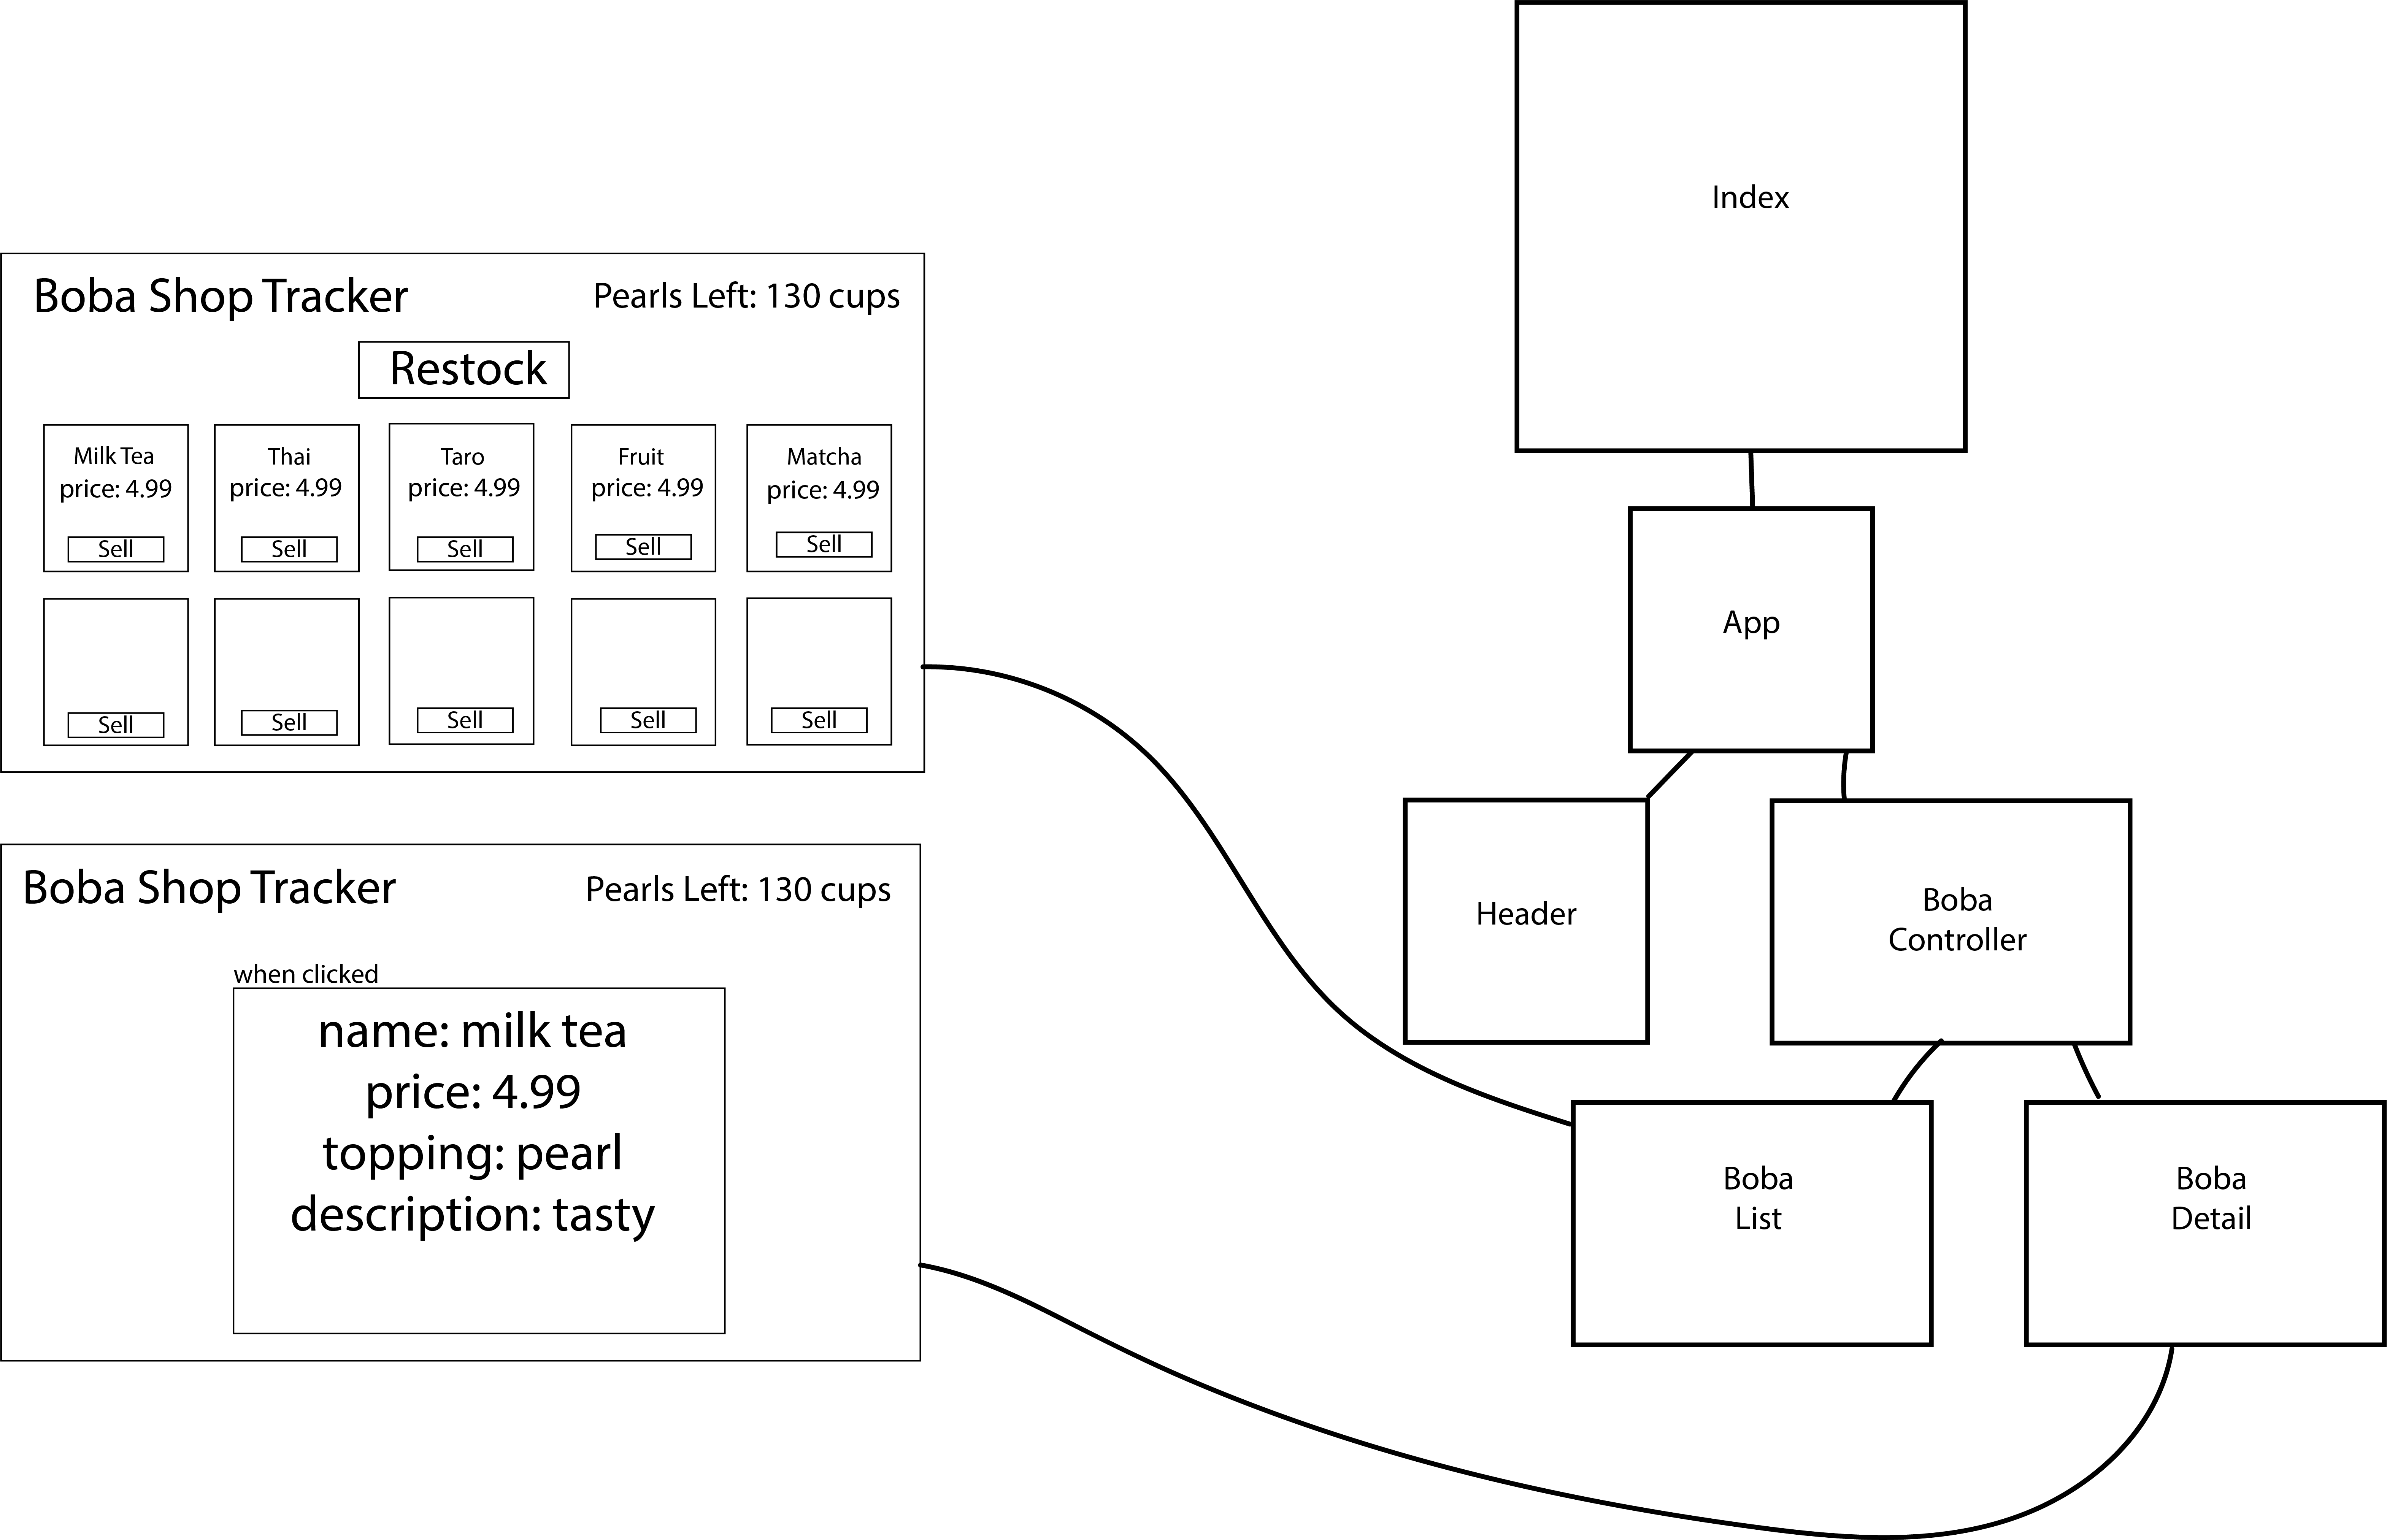 Boba Shop Tracker
Pearls Left: 130 cups
Restock
Milk Tea
price: 4.99
Sell
Thai
price: 4.99
Sell
Taro
price: 4.99
Sell
Fruit
price: 4.99
Sell
Matcha
price: 4.99
Sell
Sell
Sell
Sell
Sell
Sell
Boba Shop Tracker
Pearls Left: 130 cups
when clicked
name: milk tea
price: 4.99
topping: pearl
description: tasty
Index
App
Header
Boba
Controller
Boba
List
Boba
Detail